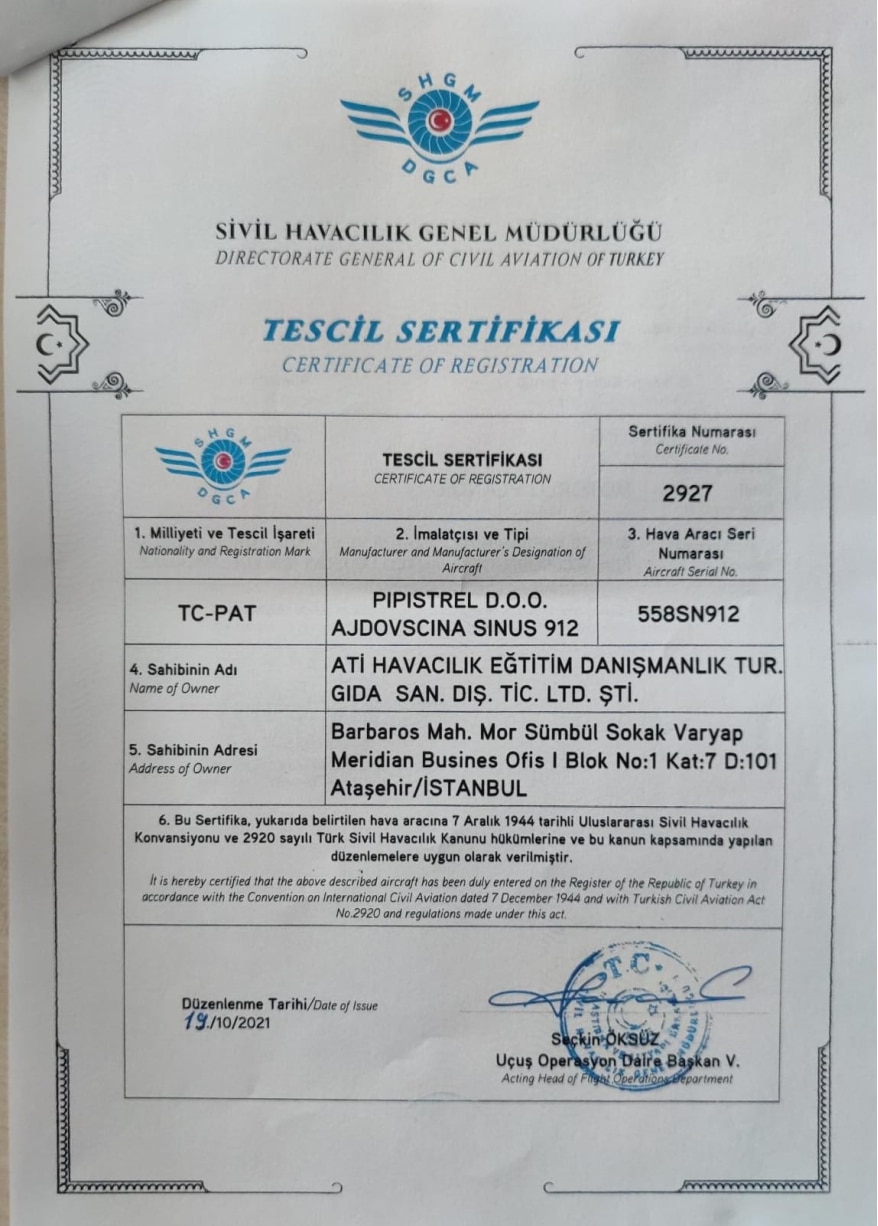 SHGM
DGCA
SİVİL HAVACILIK GENEL MÜDÜRLÜĞÜ
DIRECTORATE GENERAL OF CIVIL AVIATION OF TURKEY
TESCİL SERTİFİKASI
CERTIFICATE OF REGISTRATION
SHGM
DGCA
TESCİL SERTİFİKASI
CERTIFICATE OF REGISTRATION
Sertifika Numarası
Certificate No.
2927
1. Milliyeti ve Tescil İşareti
Nationality and Registration Mark
2. İmalatçısı ve Tipi
Manufacturer and Manufacturer's Designation of
Aircraft
3. Hava Aracı Seri
Numarası
Aircraft Serial No.
TC-PAT
PIPISTREL D.O.O.
AJDOVSCINA SINUS 912
558SN912
4. Sahibinin Adı
Name of Owner
ATİ HAVACILIK EĞTİTİM DANIŞMANLIK TUR.
GIDA SAN. DIŞ. TİC. LTD. ŞTİ.
5. Sahibinin Adresi
Address of Owner
Barbaros Mah. Mor Sümbül Sokak Varyap
Meridian Busines Ofis I Blok No:1 Kat:7 D:101
Ataşehir/İSTANBUL
6. Bu Sertifika, yukarıda belirtilen hava aracına 7 Aralık 1944 tarihli Uluslararası Sivil Havacılık
Konvansiyonu ve 2920 sayılı Türk Sivil Havacılık Kanunu hükümlerine ve bu kanun kapsamında yapılan
düzenlemelere uygun olarak verilmiştir.
It is hereby certified that the above described aircraft has been duly entered on the Register of the Republic of Turkey in
accordance with the Convention on International Civil Aviation dated 7 December 1944 and with Turkish Civil Aviation Act
No.2920 and regulations made under this act.
Düzenlenme Tarihi/Date of Issue
19./10/2021
T.C.
Seçkin ÖKSÜZ
Uçuş Operasyon Daire Başkan V.
Acting Head of Flight Operations Department